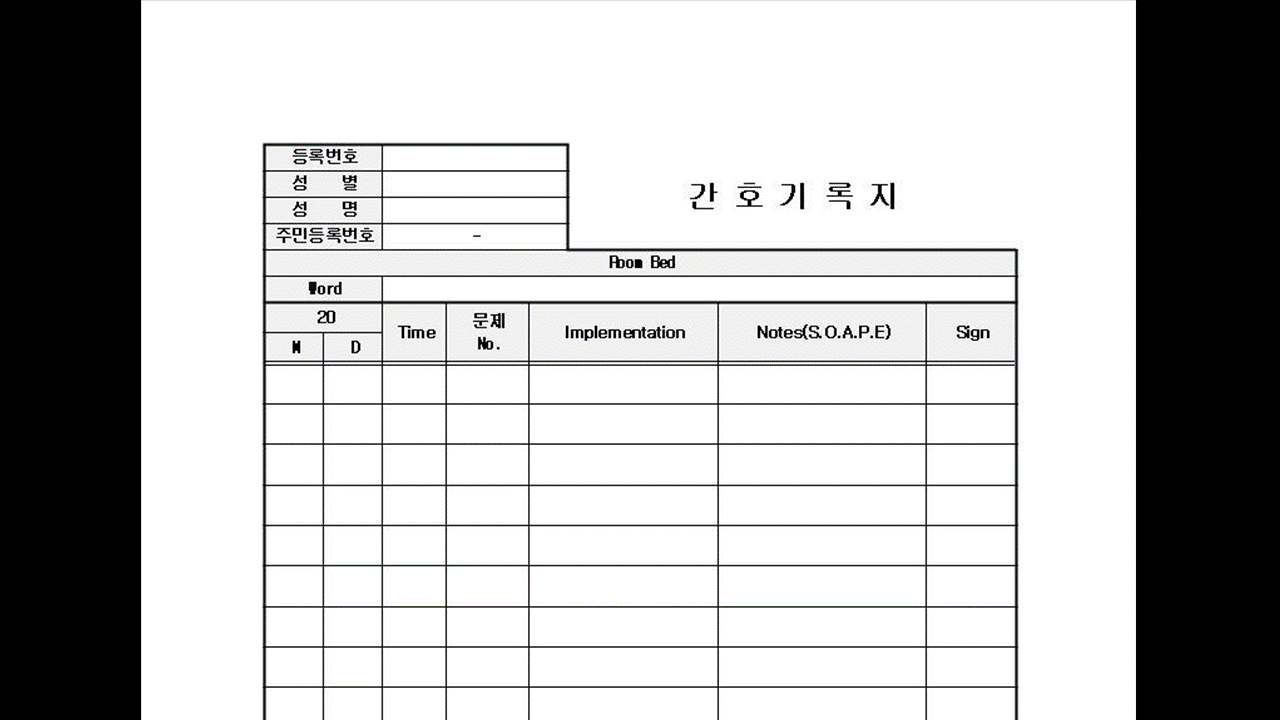 등록번호
성 별
성 명
주민등록번호 -
간 호 기 록 지
Room Bed
Word
20
M D
Time
문제
No.
Implementation
Notes(S.O.A.P.E)
Sign